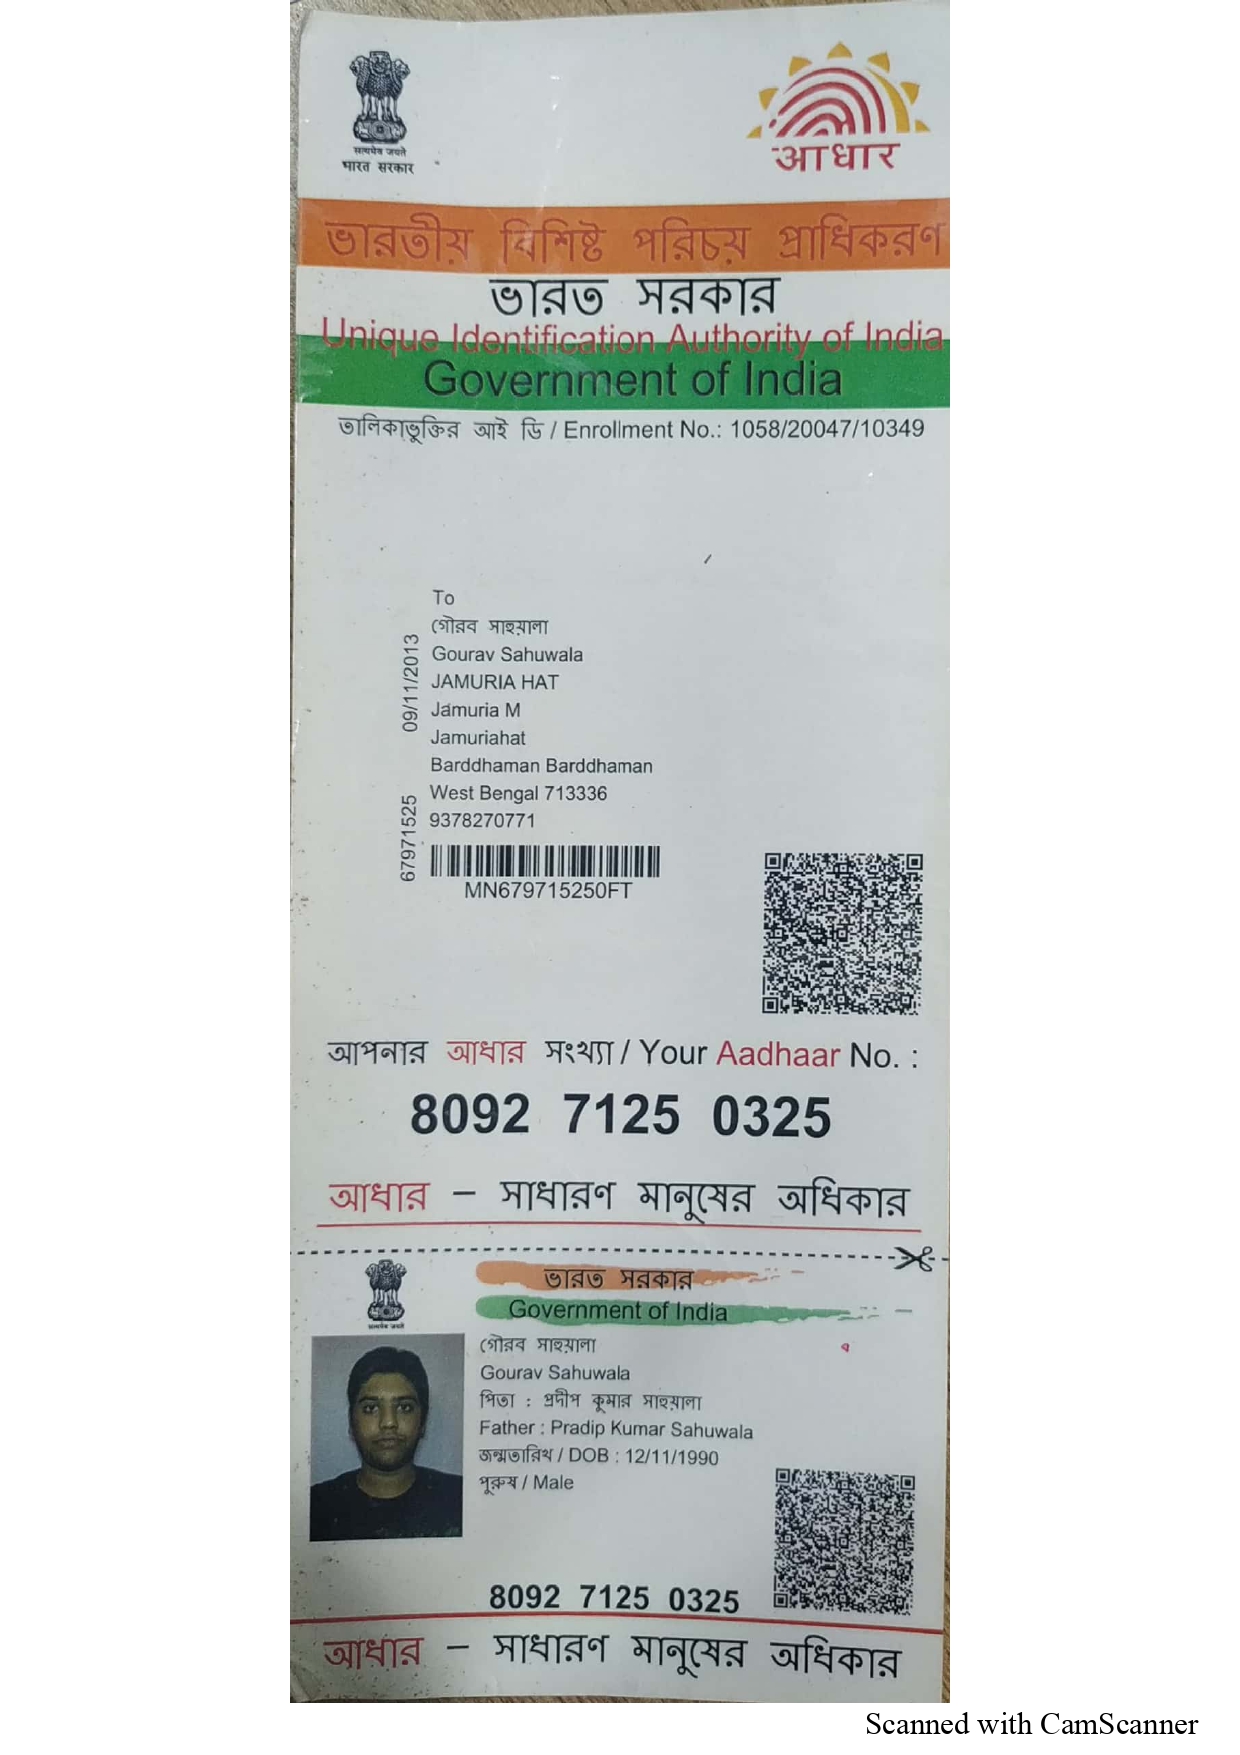 सत्यमेव जयते
भारत सरकार
आधार
ভারতীয় বিশিষ্ট পরিচয় প্রাধিকরণ
ভারত সরকার
Unique Identification Authority of India
Government of India
তালিকাভুক্তির আই ডি / Enrollment No.: 1058/20047/10349
To
গৌরব সাহুয়ালা
Gourav Sahuwala
JAMURIA HAT
Jamuria M
Jamuriahat
Barddhaman Barddhaman
West Bengal 713336
9378270771
09/11/2013
67971525
MN679715250FT
আপনার আধার সংখ্যা / Your Aadhaar No. :
8092 7125 0325
আধার – সাধারণ মানুষের অধিকার
सत्यमेव जयते
ভারত সরকার
Government of India
গৌরব সাহুয়ালা
Gourav Sahuwala
পিতা : প্রদীপ কুমার সাহুয়ালা
Father : Pradip Kumar Sahuwala
জন্মতারিখ / DOB : 12/11/1990
পুরুষ / Male
8092 7125 0325
আধার – সাধারণ মানুষের অধিকার
Scanned with CamScanner